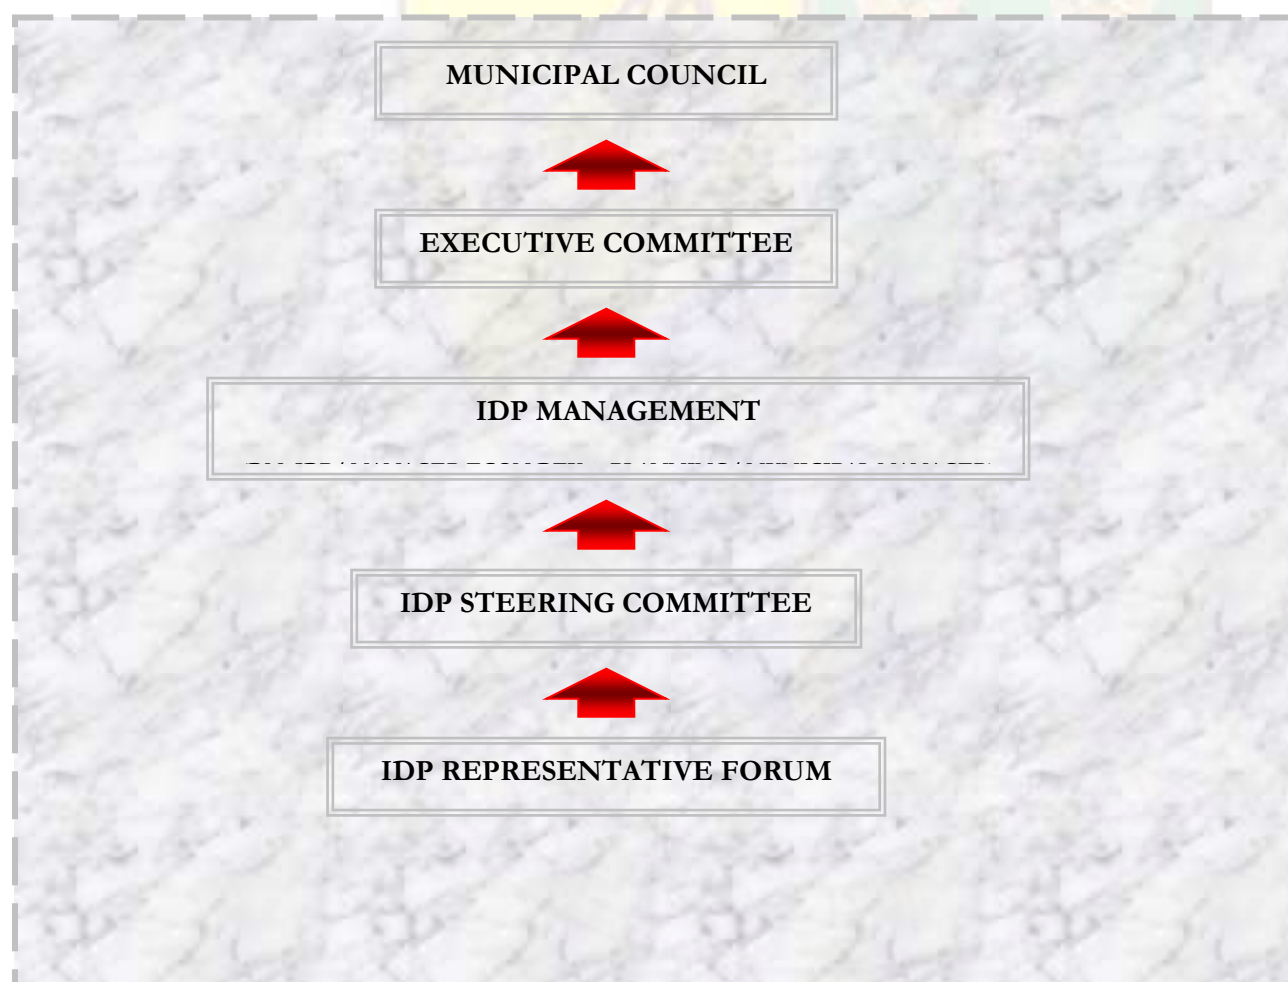 MUNICIPAL COUNCIL
EXECUTIVE COMMITTEE
IDP MANAGEMENT
IDP STEERING COMMITTEE
IDP REPRESENTATIVE FORUM